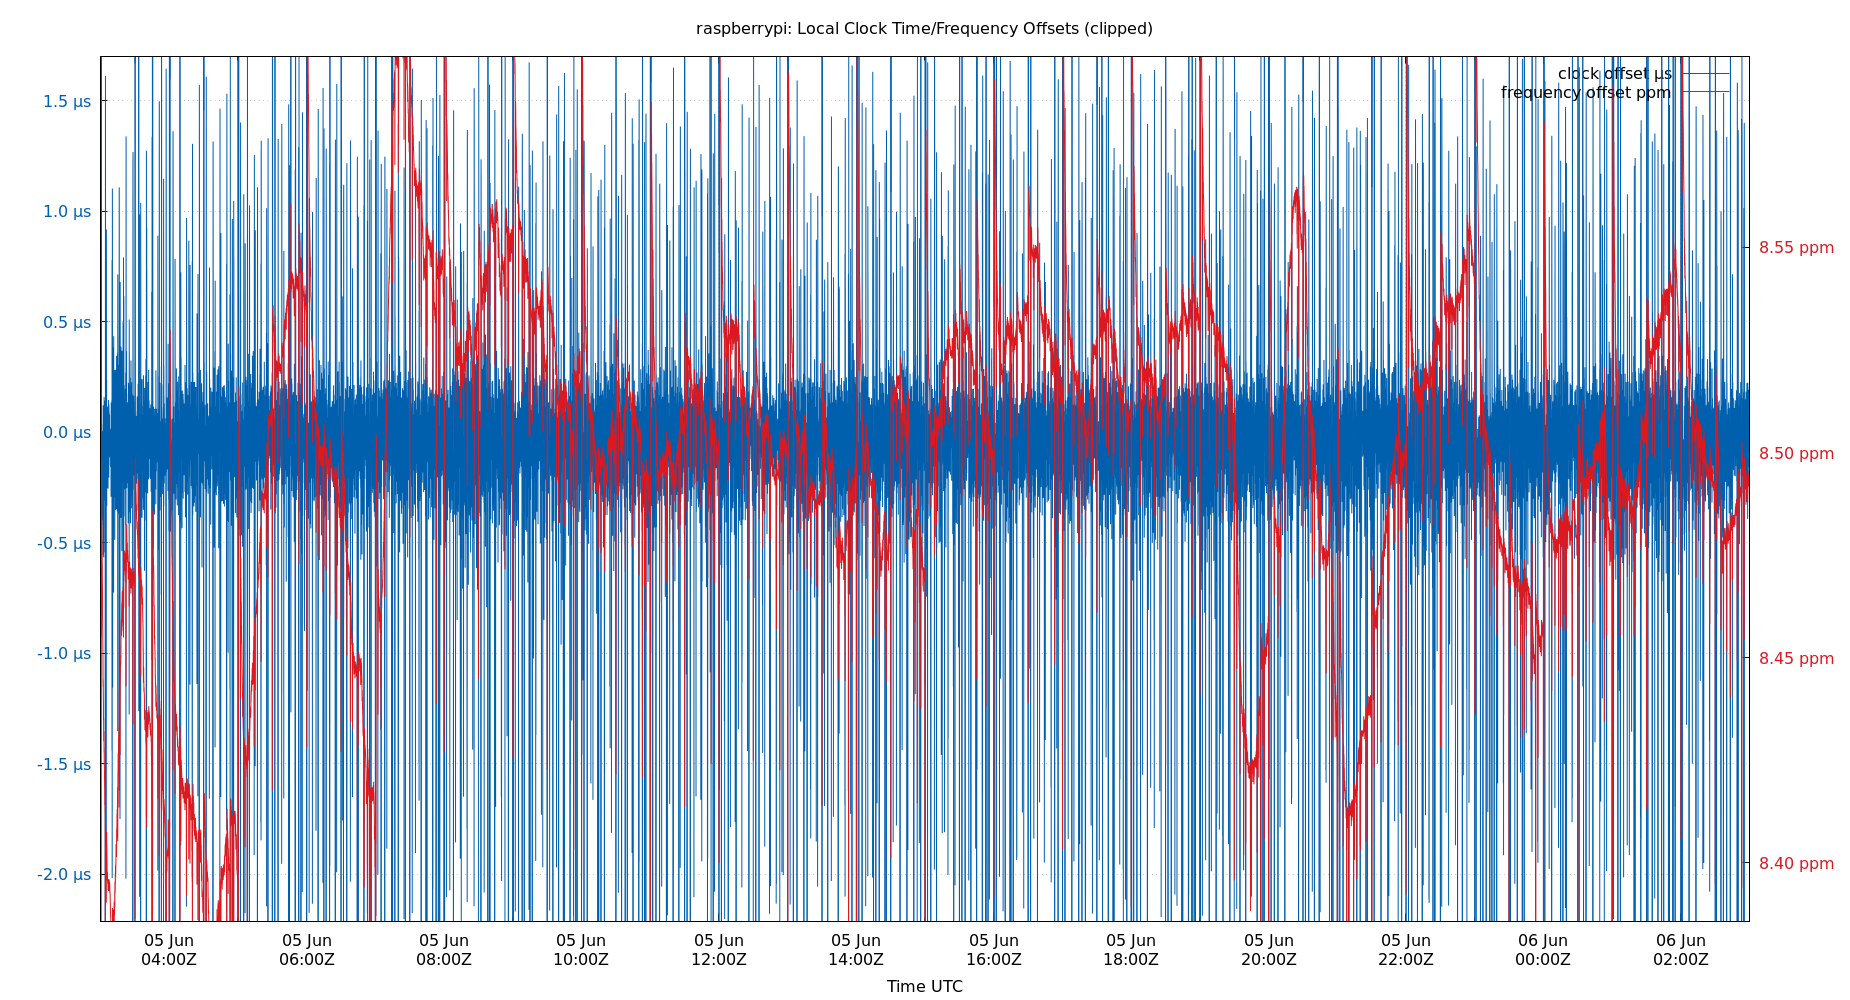 raspberrypi: Local Clock Time/Frequency Offsets (clipped)
clock offset µs
frequency offset ppm
1.5 µs
1.0 µs
0.5 µs
0.0 µs
-0.5 µs
-1.0 µs
-1.5 µs
-2.0 µs
8.55 ppm
8.50 ppm
8.45 ppm
8.40 ppm
05 Jun 05 Jun 05 Jun 05 Jun 05 Jun 05 Jun 05 Jun 05 Jun 05 Jun 05 Jun 06 Jun 06 Jun
04:00Z 06:00Z 08:00Z 10:00Z 12:00Z 14:00Z 16:00Z 18:00Z 20:00Z 22:00Z 00:00Z 02:00Z
Time UTC